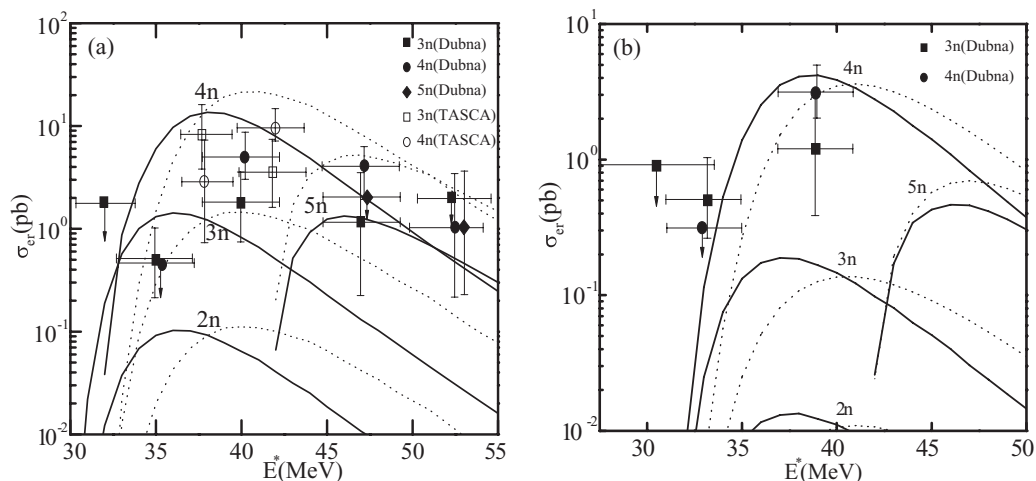 (a)
3n(Dubna)
4n(Dubna)
5n(Dubna)
3n(TASCA)
4n(TASCA)
4n
3n
2n
5n
10²
10¹
10⁰
10⁻¹
10⁻²
σer(pb)
30 35 40 45 50 55
E*(MeV)
(b)
3n(Dubna)
4n(Dubna)
4n
5n
3n
2n
10¹
10⁰
10⁻¹
10⁻²
σer(pb)
30 35 40 45 50
E*(MeV)